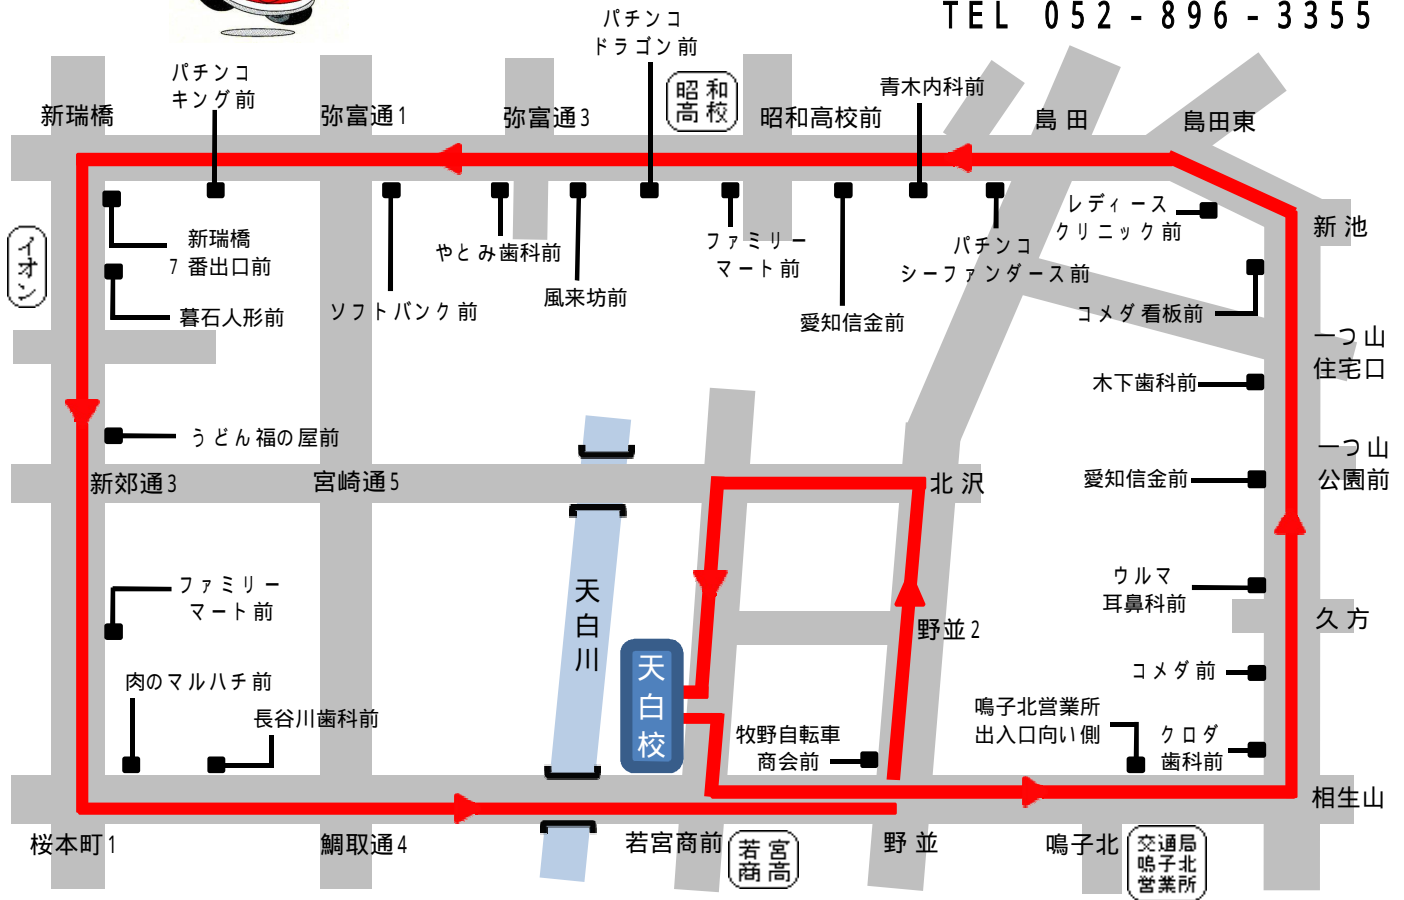 TEL 052-896-3355
パチンコ
ドラゴン前
パチンコ
キング前
昭和
高校
青木内科前
新瑞橋
弥富通1
弥富通3
昭和高校前
島田
島田東
レディース
クリニック前
新池
イオン
新瑞橋
7番出口前
やとみ歯科前
ファミリー
マート前
パチンコ
シーファンダース前
暮石人形前
ソフトバンク前
風来坊前
愛知信金前
コメダ看板前
一つ山
住宅口
木下歯科前
うどん福の屋前
一つ山
公園前
新郊通3
宮崎通5
北沢
愛知信金前
ファミリー
マート前
天白川
ウルマ
耳鼻科前
久方
野並2
天白校
肉のマルハチ前
長谷川歯科前
コメダ前
牧野自転車
商会前
鳴子北営業所
出入口向い側
クロダ
歯科前
相生山
桜本町1
鯛取通4
若宮商前
若宮
商高
野並
鳴子北
交通局
鳴子北
営業所